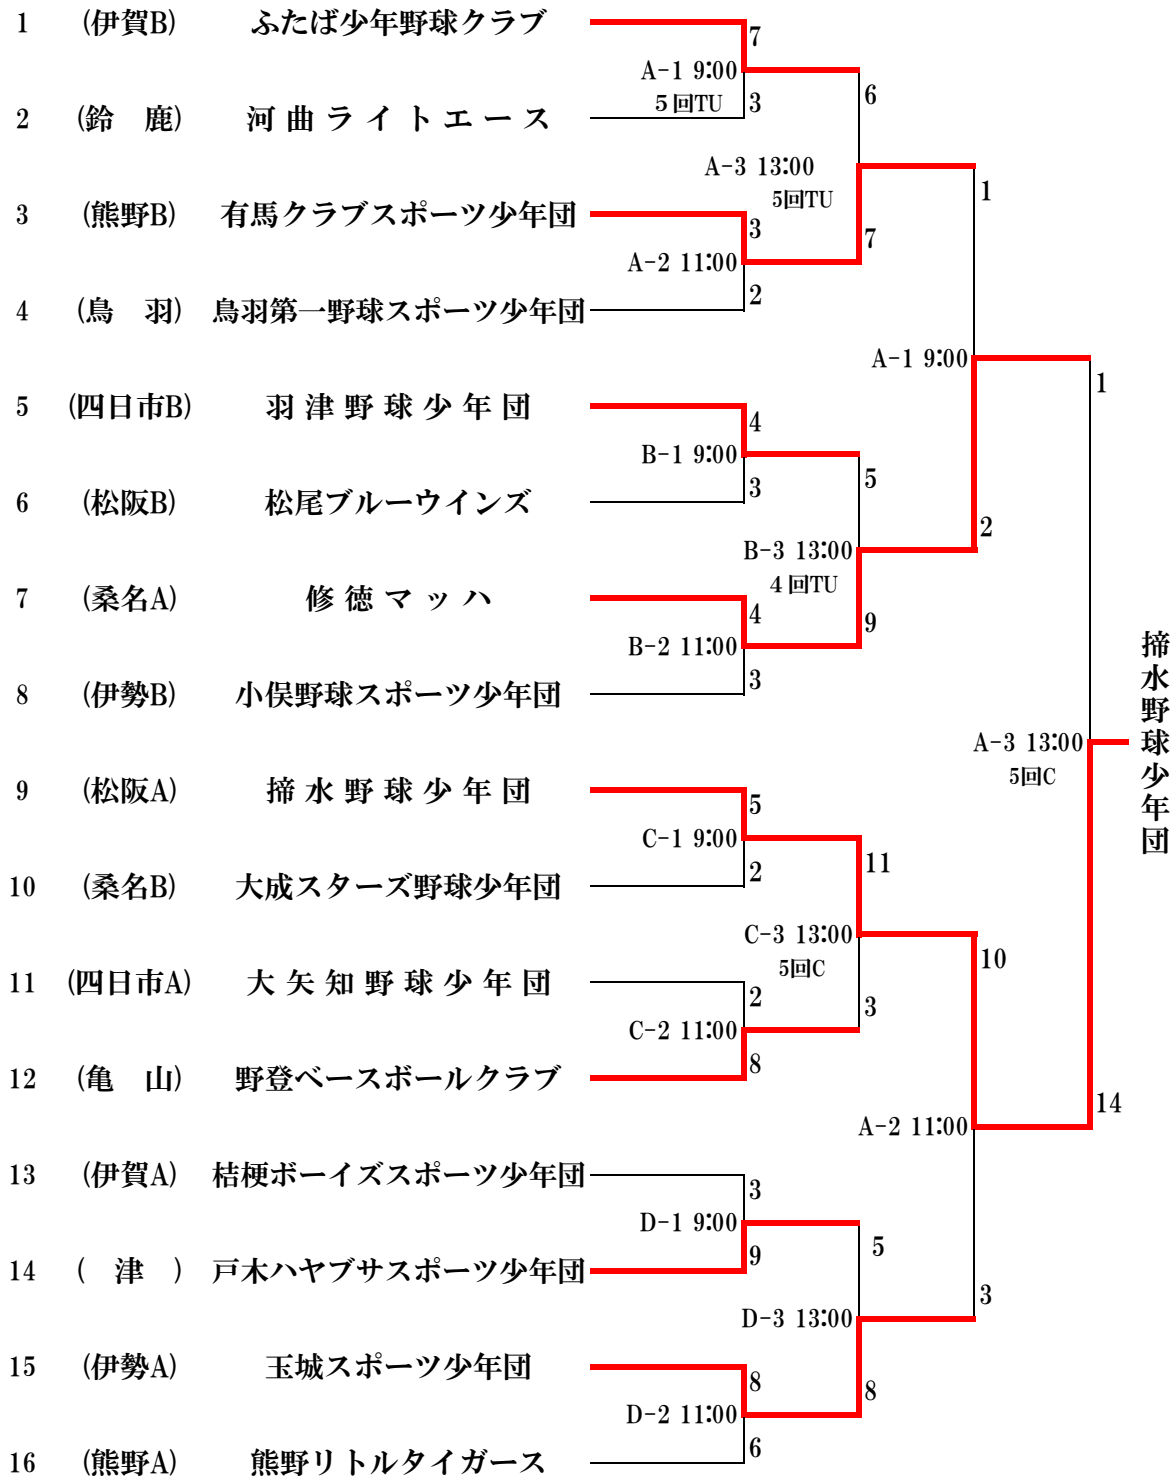 1 (伊賀B) ふたば少年野球クラブ
7
A-1 9:00
5回TU
3
6
2 (鈴 鹿) 河曲ライトエース
A-3 13:00
5回TU
1
3 (熊野B) 有馬クラブスポーツ少年団
3
7
A-2 11:00
2
4 (鳥 羽) 鳥羽第一野球スポーツ少年団
A-1 9:00
1
5 (四日市B) 羽津野球少年団
4
B-1 9:00
3
5
6 (松阪B) 松尾ブルーウインズ
2
B-3 13:00
4回TU
7 (桑名A) 修徳マッハ
4
9
B-2 11:00
3
8 (伊勢B) 小俣野球スポーツ少年団
A-3 13:00
5回C
揥水野球少年団
9 (松阪A) 揥水野球少年団
5
C-1 9:00
2
11
10 (桑名B) 大成スターズ野球少年団
C-3 13:00
5回C
10
11 (四日市A) 大矢知野球少年団
2
3
C-2 11:00
8
12 (亀 山) 野登ベースボールクラブ
14
A-2 11:00
13 (伊賀A) 桔梗ボーイズスポーツ少年団
3
D-1 9:00
9
5
14 (津) 戸木ハヤブサスポーツ少年団
3
D-3 13:00
15 (伊勢A) 玉城スポーツ少年団
8
8
D-2 11:00
6
16 (熊野A) 熊野リトルタイガース